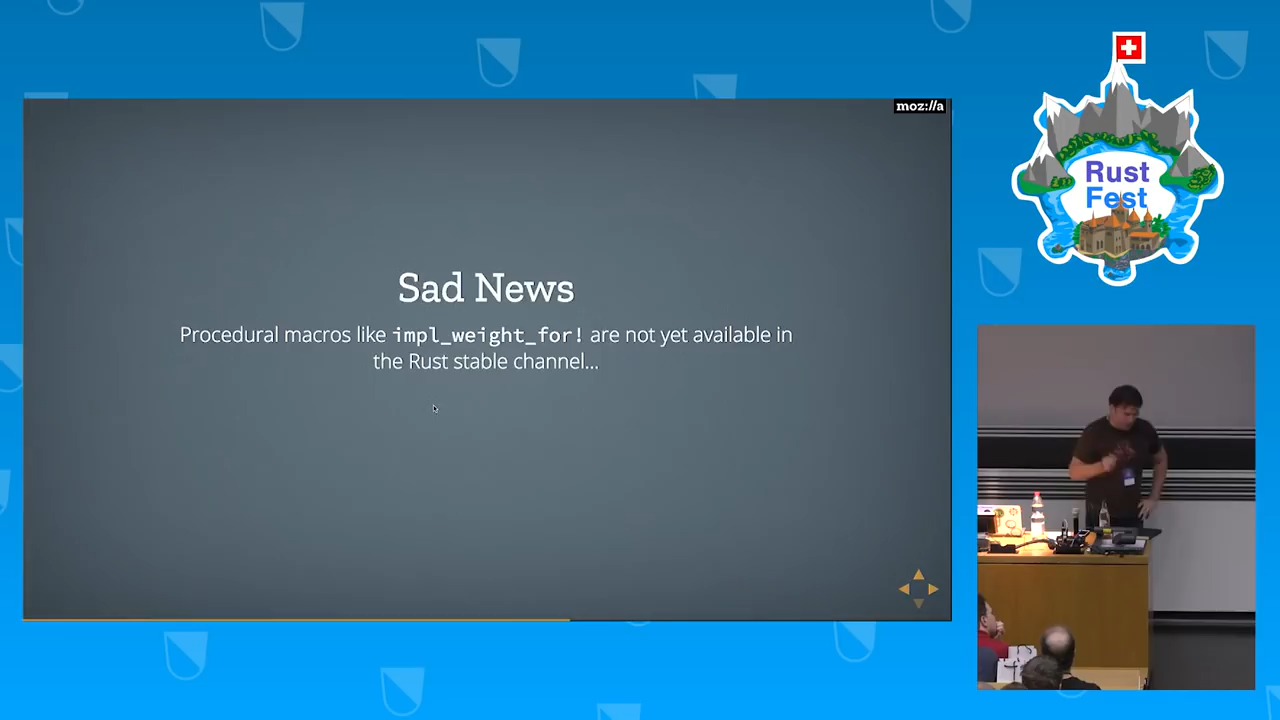 moz://a
Sad News
Procedural macros like impl_weight_for! are not yet available in
the Rust stable channel...
Rust
Fest